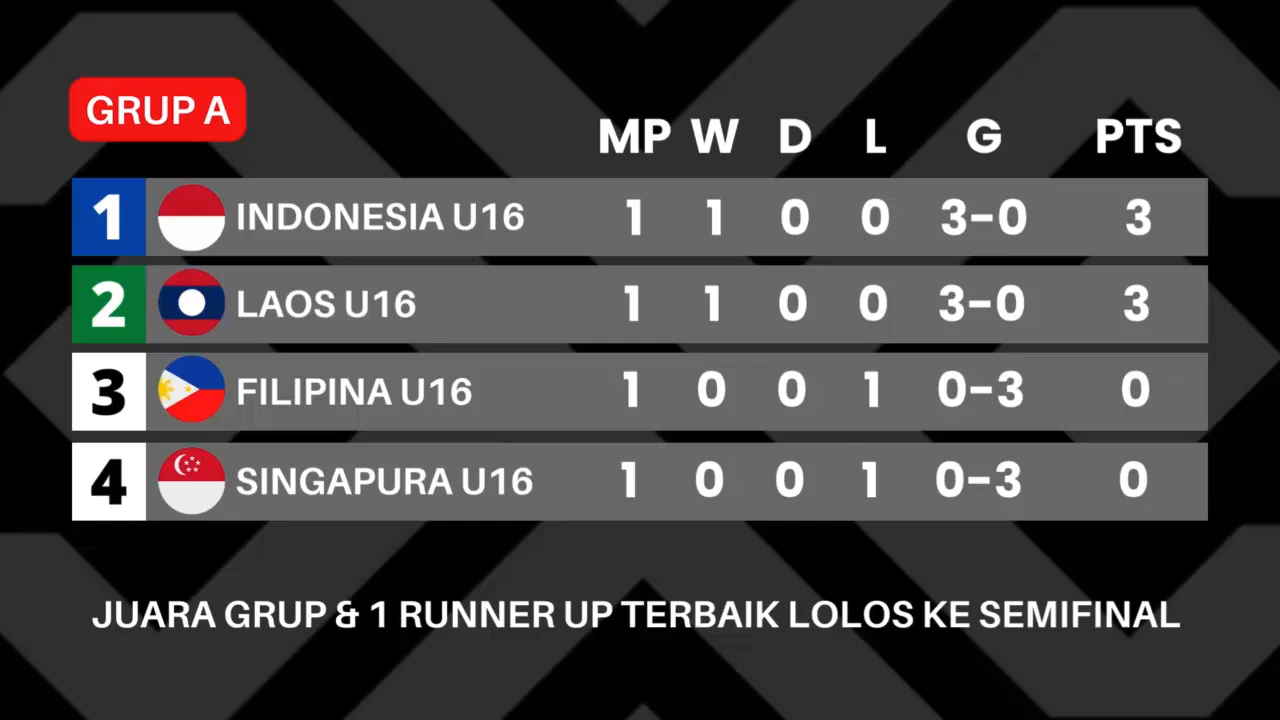 GRUP A
MP W D L G PTS
1 INDONESIA U16 1 1 0 0 3-0 3
2 LAOS U16 1 1 0 0 3-0 3
3 FILIPINA U16 1 0 0 1 0-3 0
4 SINGAPURA U16 1 0 0 1 0-3 0
JUARA GRUP & 1 RUNNER UP TERBAIK LOLOS KE SEMIFINAL